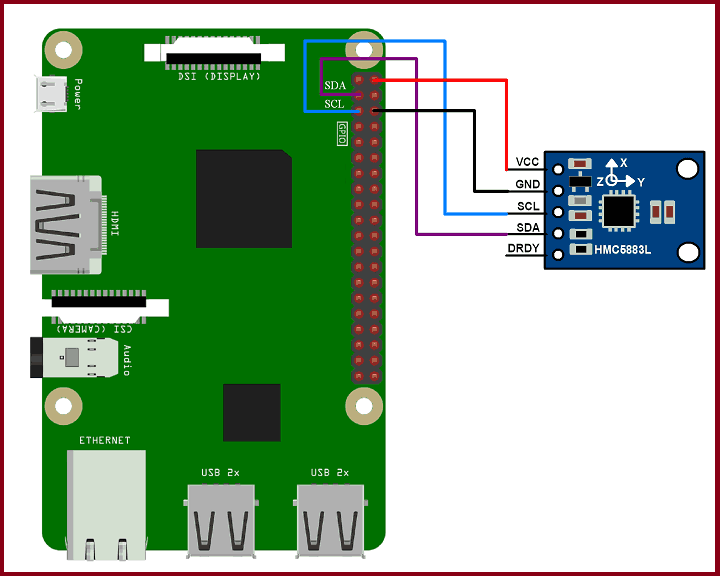 DSI (DISPLAY)
Power
SDA
SCL
GPIO
HDMI
CSI (CAMERA)
Audio
ETHERNET
USB 2x
USB 2x
VCC
GND
SCL
SDA
DRDY
X
Z
Y
HMC5883L